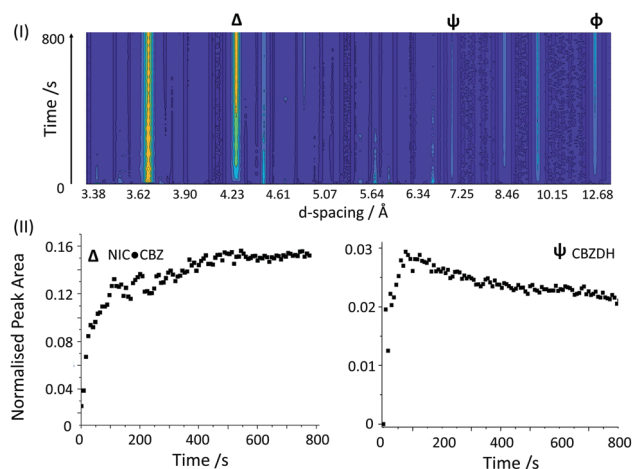 (I)
Δ ψ ϕ
800
Time /s
0
3.38 3.62 3.90 4.23 4.61 5.07 5.64 6.34 7.25 8.46 10.15 12.68
d-spacing / Å
(II)
Normalised Peak Area
0.16
0.12
0.08
0.04
0
Δ NIC●CBZ
0 200 400 600 800
Time /s
0.03
0.02
0.01
0
ψ CBZDH
0 200 400 600 800
Time /s